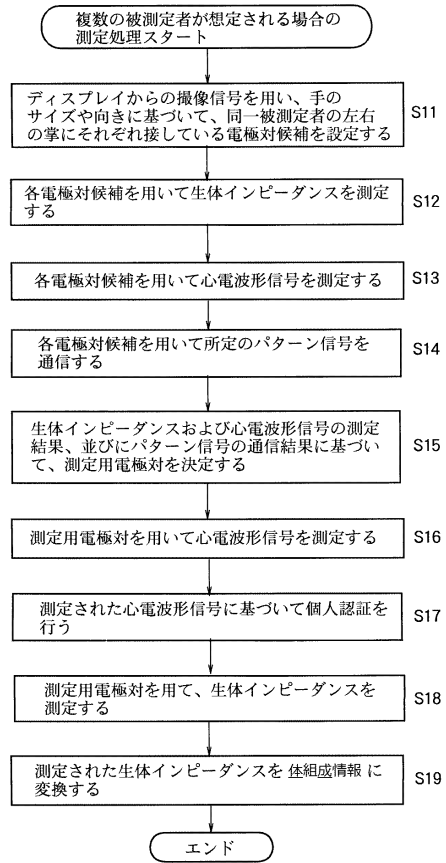 複数の被測定者が想定される場合の
測定処理スタート
ディスプレイからの撮像信号を用い、手の
サイズや向きに基づいて、同一被測定者の左右
の掌にそれぞれ接している電極対候補を設定する
S11
各電極対候補を用いて生体インピーダンスを測定
する
S12
各電極対候補を用いて心電波形信号を測定する
S13
各電極対候補を用いて所定のパターン信号を
通信する
S14
生体インピーダンスおよび心電波形信号の測定
結果、並びにパターン信号の通信結果に基づい
て、測定用電極対を決定する
S15
測定用電極対を用いて心電波形信号を測定する
S16
測定された心電波形信号に基づいて個人認証を
行う
S17
測定用電極対を用て、生体インピーダンスを
測定する
S18
測定された生体インピーダンスを 体組成情報 に
変換する
S19
エンド